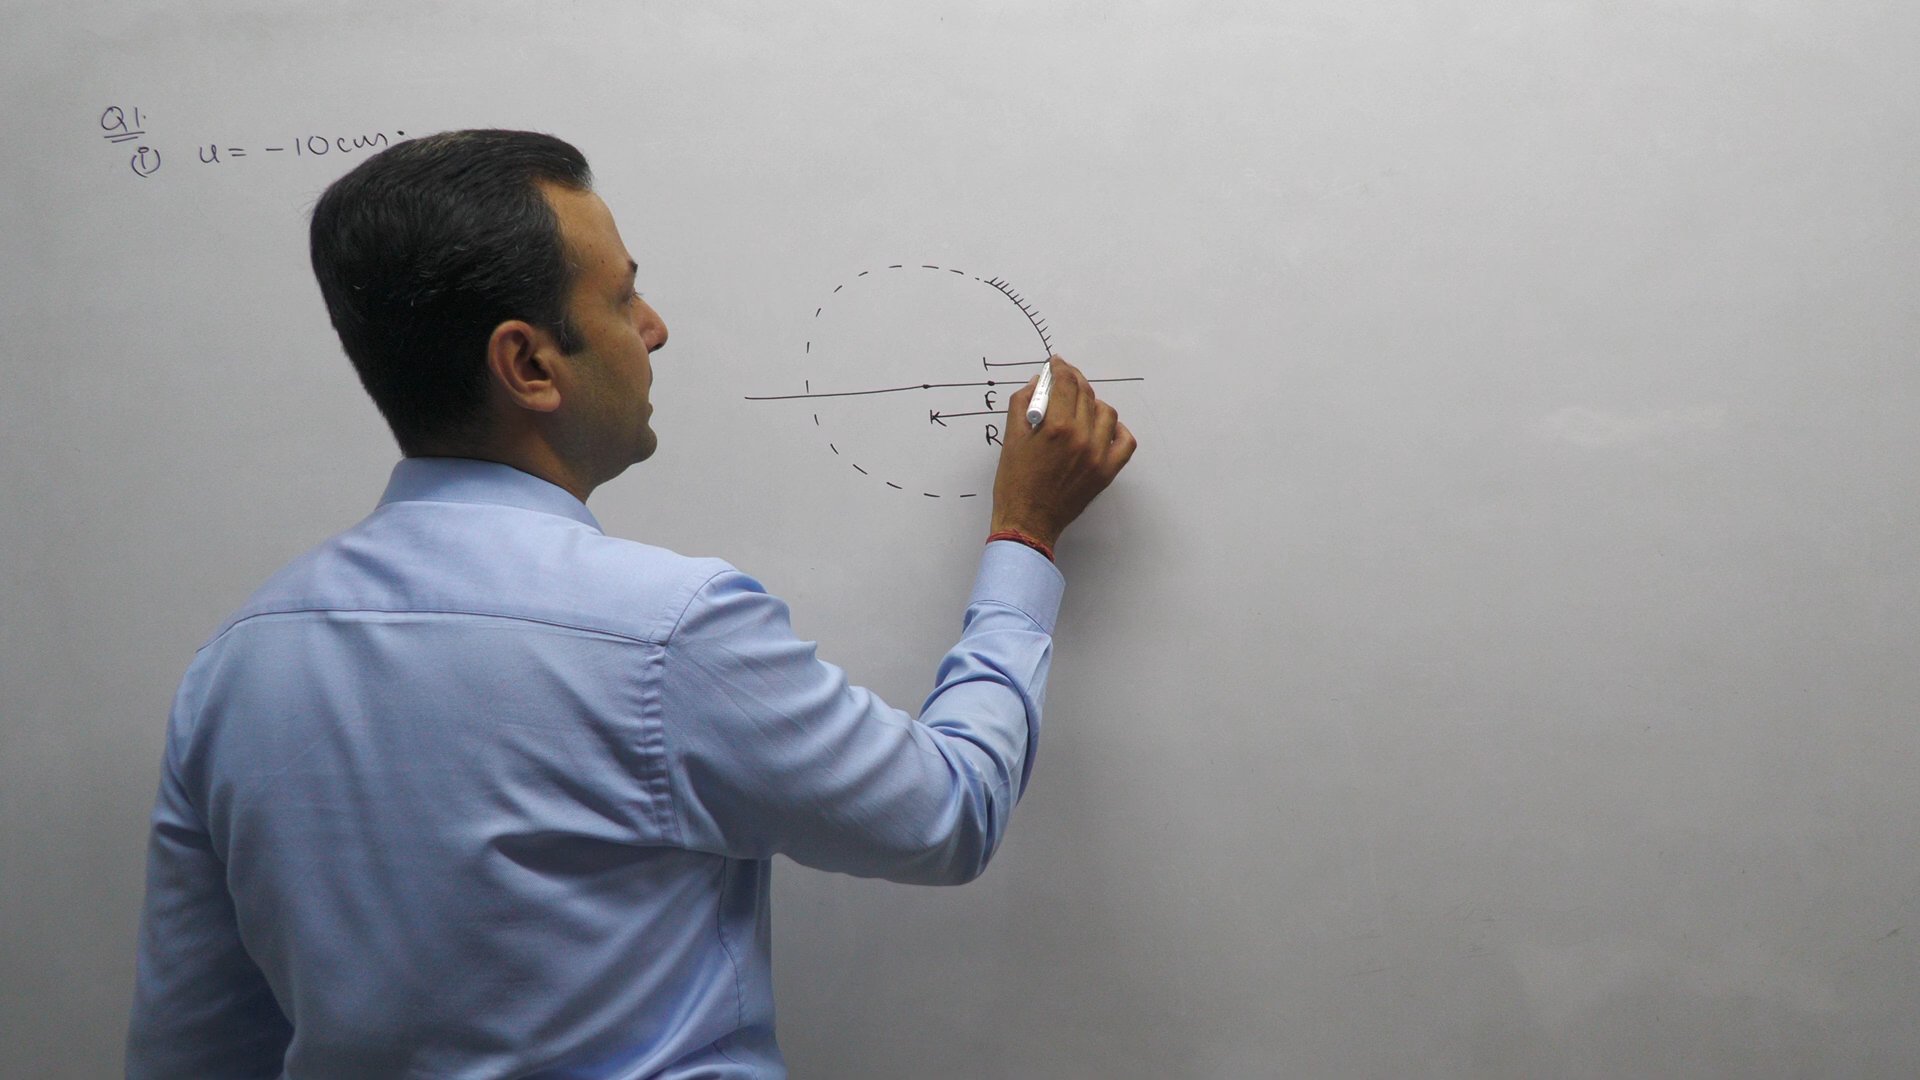 Q1.
(i) u = -10cm.
F
R